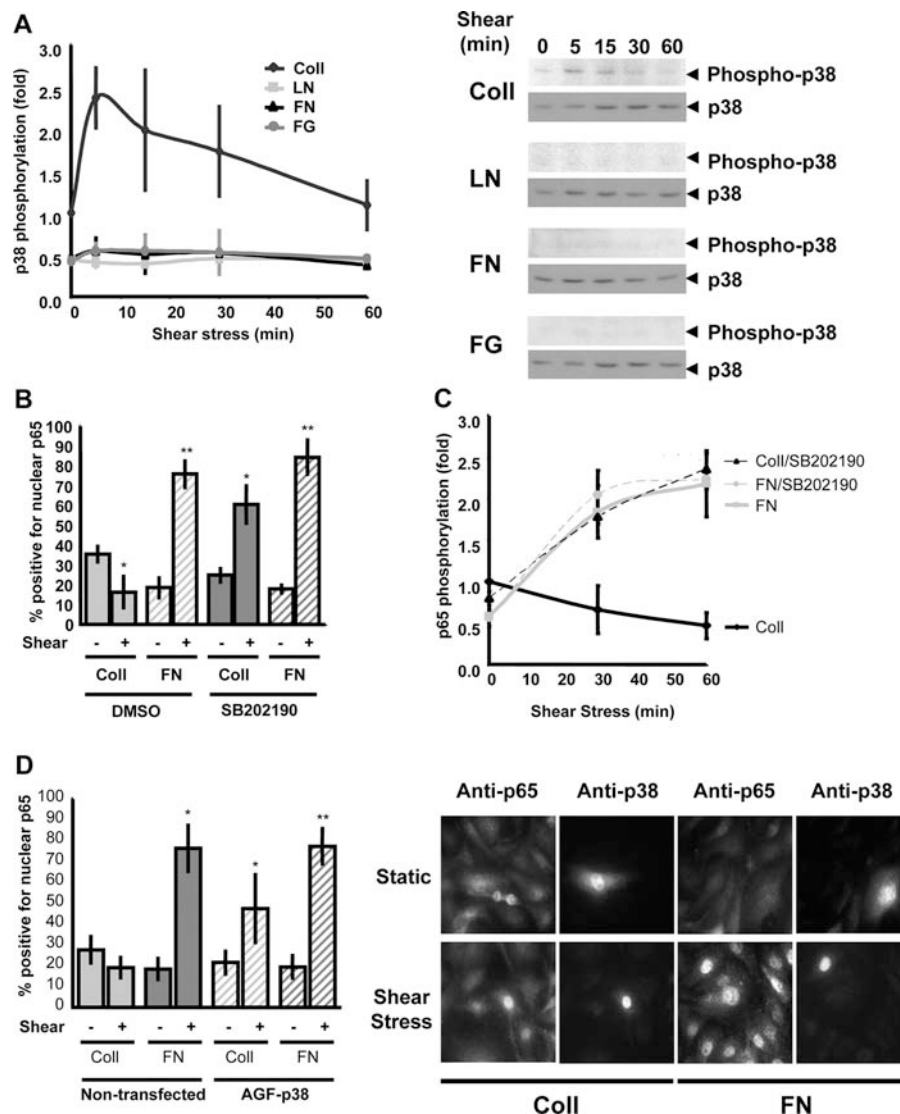 A
p38 phosphorylation (fold)
3.0
2.5
2.0
1.5
1.0
0.5
0.0
0 10 20 30 40 50 60
Shear stress (min)
Coll
LN
FN
FG
Shear (min)
0 5 15 30 60
Coll
Phospho-p38
p38
LN
Phospho-p38
p38
FN
Phospho-p38
p38
FG
Phospho-p38
p38
B
% positive for nuclear p65
100
90
80
70
60
50
40
30
20
10
0
* ** * **
Shear - + - + - + - +
Coll FN Coll FN
DMSO SB202190
C
p65 phosphorylation (fold)
3.0
2.5
2.0
1.5
1.0
0.5
0.0
0 10 20 30 40 50 60
Shear Stress (min)
Coll/SB202190
FN/SB202190
FN
Coll
D
% positive for nuclear p65
100
90
80
70
60
50
40
30
20
10
0
* * **
Shear - + - + - + - +
Coll FN Coll FN
Non-transfected AGF-p38
Anti-p65 Anti-p38 Anti-p65 Anti-p38
Static
Shear Stress
Coll FN